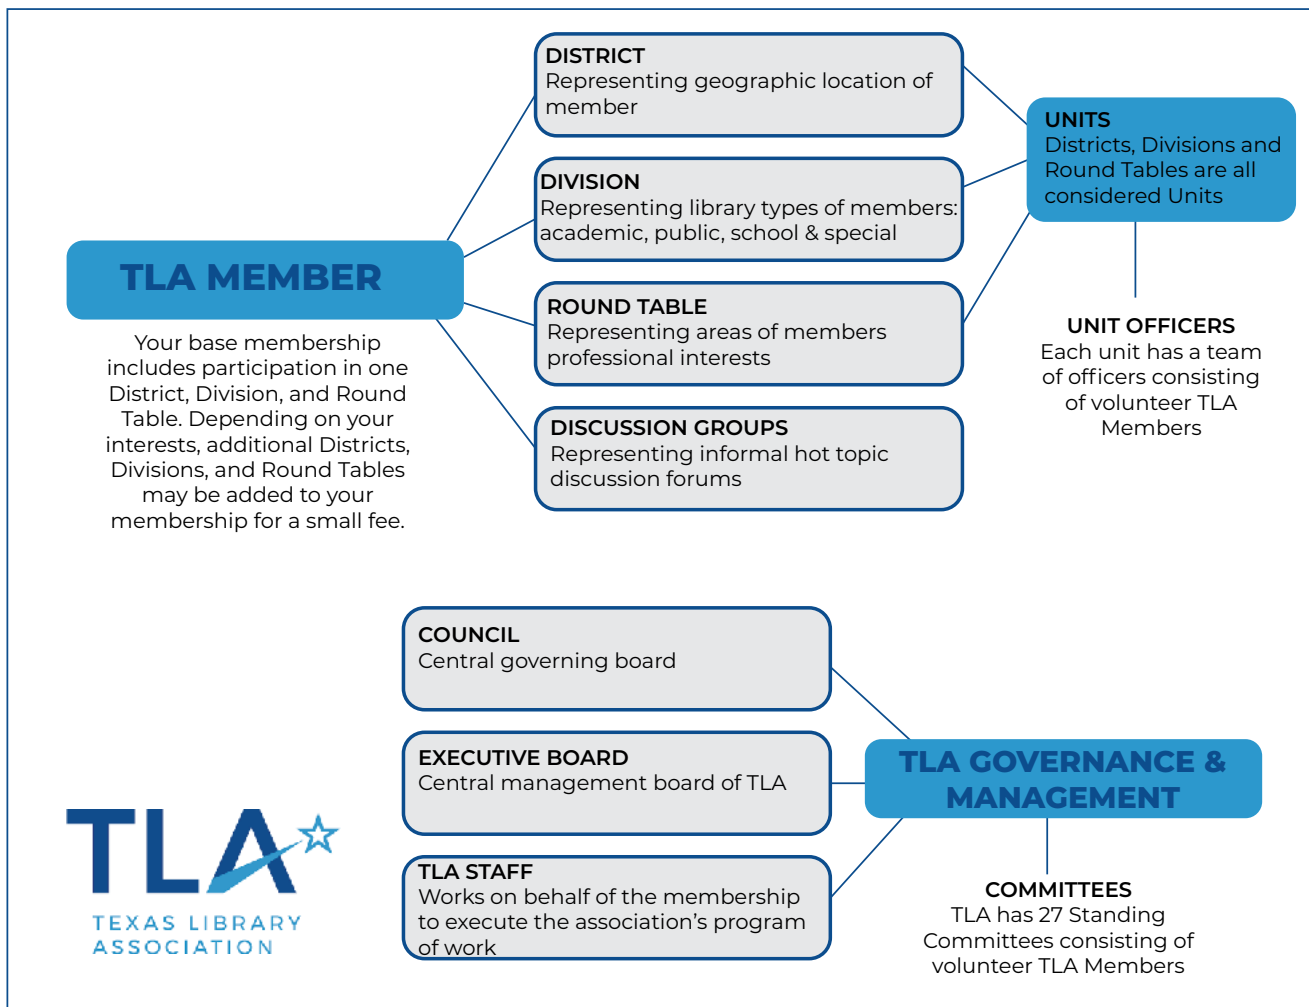 DISTRICT
Representing geographic location of
member
DIVISION
Representing library types of members:
academic, public, school & special
ROUND TABLE
Representing areas of members
professional interests
DISCUSSION GROUPS
Representing informal hot topic
discussion forums
UNITS
Districts, Divisions and
Round Tables are all
considered Units
UNIT OFFICERS
Each unit has a team
of officers consisting
of volunteer TLA
Members
TLA MEMBER
Your base membership
includes participation in one
District, Division, and Round
Table. Depending on your
interests, additional Districts,
Divisions, and Round Tables
may be added to your
membership for a small fee.
COUNCIL
Central governing board
EXECUTIVE BOARD
Central management board of TLA
TLA STAFF
Works on behalf of the membership
to execute the association’s program
of work
TLA GOVERNANCE &
MANAGEMENT
COMMITTEES
TLA has 27 Standing
Committees consisting of
volunteer TLA Members
TLA
TEXAS LIBRARY
ASSOCIATION